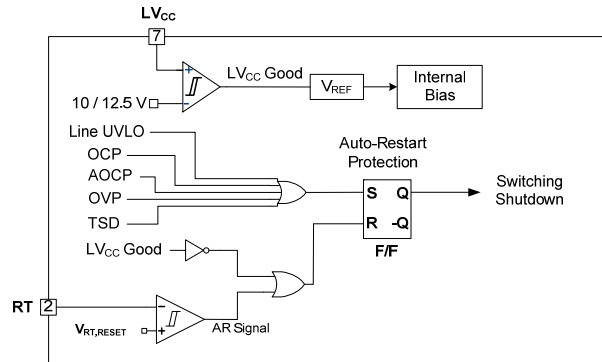 LVCC
7
LVCC Good
VREF
Internal
Bias
10 / 12.5 V
+
-
Line UVLO
OCP
AOCP
OVP
TSD
Auto-Restart
Protection
S Q
R -Q
F/F
Switching
Shutdown
LVCC Good
RT 2
-
+
VRT,RESET
AR Signal